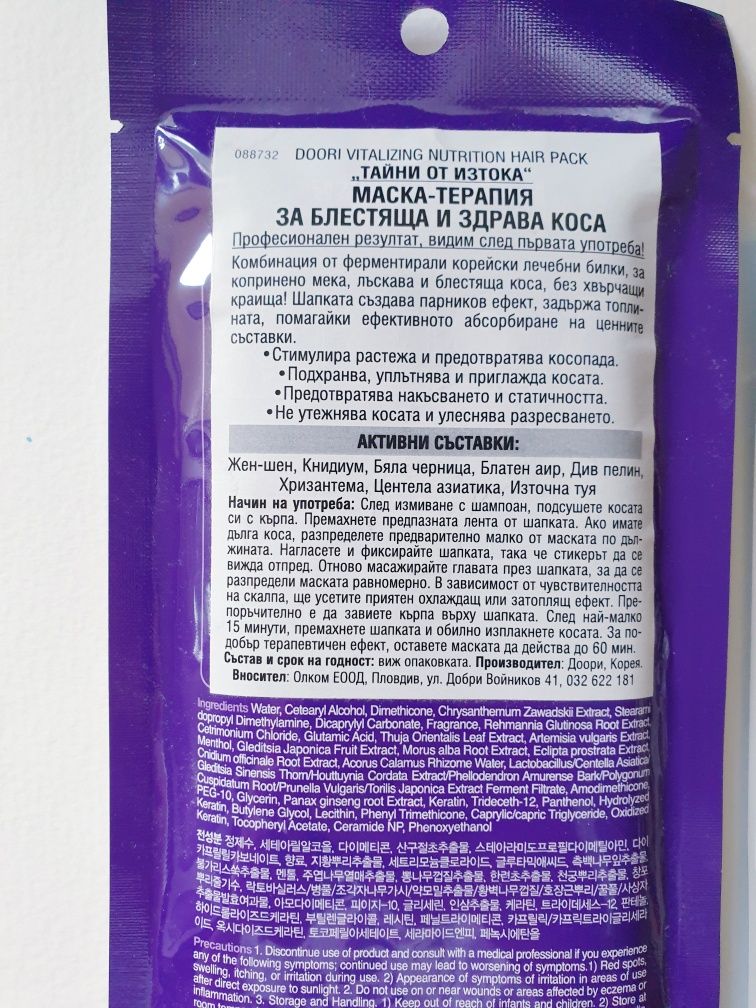 088732 DOORI VITALIZING NUTRITION HAIR PACK
„ТАЙНИ ОТ ИЗТОКА“
МАСКА-ТЕРАПИЯ
ЗА БЛЕСТЯЩА И ЗДРАВА КОСА
Професионален резултат, видим след първата употреба!
Комбинация от ферментирали корейски лечебни билки, за
копринено мека, лъскава и блестяща коса, без хвърчащи
краища! Шапката създава парников ефект, задържа топли-
ната, помагайки ефективното абсорбиране на ценните
съставки.
•Стимулира растежа и предотвратява косопада.
•Подхранва, уплътнява и приглажда косата.
•Предотвратява накъсването и статичността.
•Не утежнява косата и улеснява разресването.
АКТИВНИ СЪСТАВКИ:
Жен-шен, Книдиум, Бяла черница, Блатен аир, Див пелин,
Хризантема, Центела азиатика, Източна туя
Начин на употреба: След измиване с шампоан, подсушете косата
си с кърпа. Премахнете предпазната лента от шапката. Ако имате
дълга коса, разпределете предварително малко от маската по дъл-
жината. Нагласете и фиксирайте шапката, така че стикерът да се
вижда отпред. Отново масажирайте главата през шапката, за да се
разпредели маската равномерно. В зависимост от чувствителността
на скалпа, ще усетите приятен охлаждащ или затоплящ ефект. Пре-
поръчително е да завиете кърпа върху шапката. След най-малко
15 минути, премахнете шапката и обилно изплакнете косата. За по-
добър терапевтичен ефект, оставете маската да действа до 60 мин.
Състав и срок на годност: виж опаковката. Производител: Доори, Корея.
Вносител: Олком ЕООД, Пловдив, ул. Добри Войников 41, 032 622 181
Ingredients Water, Cetearyl Alcohol, Dimethicone, Chrysanthemum Zawadskii Extract, Stearami
dopropyl Dimethylamine, Dicaprylyl Carbonate, Fragrance, Rehmannia Glutinosa Root Extract,
Cetrimonium Chloride, Glutamic Acid, Thuja Orientalis Leaf Extract, Artemisia vulgaris Extract,
Menthol, Gleditsia Japonica Fruit Extract, Morus alba Root Extract, Eclipta prostrata Extract,
Cnidium officinale Root Extract, Acorus Calamus Rhizome Water, Lactobacillus/Centella Asiatica/
Gleditsia Sinensis Thorn/Houttuynia Cordata Extract/Phellodendron Amurense Bark/Polygonum
Cuspidatum Root/Prunella Vulgaris/Torilis Japonica Extract Ferment Filtrate, Amodimethicone,
PEG-10, Glycerin, Panax ginseng root Extract, Keratin, Trideceth-12, Panthenol, Hydrolyzed
Keratin, Butylene Glycol, Lecithin, Phenyl Trimethicone, Caprylic/capric Triglyceride, Oxidized
Keratin, Tocopheryl Acetate, Ceramide NP, Phenoxyethanol
전성분 정제수, 세테아릴알코올, 다이메티콘, 산구절초추출물, 스테아라미도프로필다이메틸아민, 다이
카프릴릴카보네이트, 향료, 지황뿌리추출물, 세트리모늄클로라이드, 글루타믹애씨드, 측백나무잎추출물,
불가리스쑥추출물, 멘톨, 주엽나무열매추출물, 뽕나무껍질추출물, 한련초추출물, 천궁뿌리추출물, 창포
뿌리줄기수, 락토바실러스/병풀/조각자나무가시/약모밀추출물/황벽나무껍질/호장근뿌리/꿀풀/사상자
추출물발효여과물, 아모다이메티콘, 피이지-10, 글리세린, 인삼추출물, 케라틴, 트라이데세스-12, 판테놀,
하이드롤라이즈드케라틴, 부틸렌글라이콜, 레시틴, 페닐트라이메티콘, 카프릴릭/카프릭트라이글리세라
이드, 옥시다이즈드케라틴, 토코페릴아세테이트, 세라마이드엔피, 페녹시에탄올
Precautions 1. Discontinue use of product and consult with a medical professional if you experience
any of the following symptoms; continued use may lead to worsening of symptoms.1) Red spots,
swelling, itching, or irritation during use. 2) Appearance of symptoms of irritation in areas of use
after direct exposure to sunlight. 2. Do not use on or near wounds or areas affected by eczema or
inflammation. 3. Storage and Handling. 1) Keep out of reach of infants and children. 2) Store at